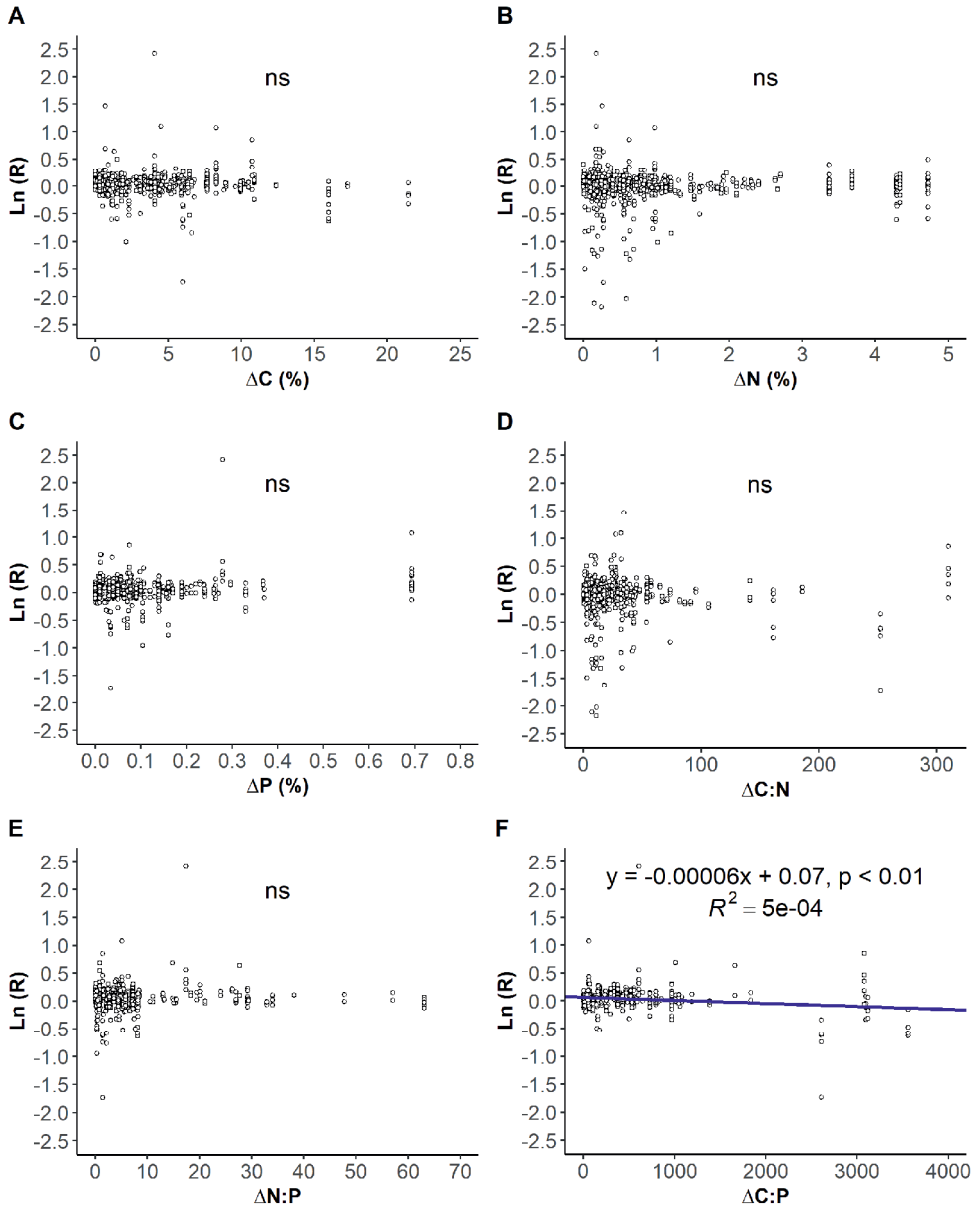 A
Ln (R)
2.5
2.0
1.5
1.0
0.5
0.0
-0.5
-1.0
-1.5
-2.0
-2.5
ns
0 5 10 15 20 25
ΔC (%)
B
Ln (R)
2.5
2.0
1.5
1.0
0.5
0.0
-0.5
-1.0
-1.5
-2.0
-2.5
ns
0 1 2 3 4 5
ΔN (%)
C
Ln (R)
2.5
2.0
1.5
1.0
0.5
0.0
-0.5
-1.0
-1.5
-2.0
-2.5
ns
0.0 0.1 0.2 0.3 0.4 0.5 0.6 0.7 0.8
ΔP (%)
D
Ln (R)
2.5
2.0
1.5
1.0
0.5
0.0
-0.5
-1.0
-1.5
-2.0
-2.5
ns
0 100 200 300
ΔC:N
E
Ln (R)
2.5
2.0
1.5
1.0
0.5
0.0
-0.5
-1.0
-1.5
-2.0
-2.5
ns
0 10 20 30 40 50 60 70
ΔN:P
F
Ln (R)
2.5
2.0
1.5
1.0
0.5
0.0
-0.5
-1.0
-1.5
-2.0
-2.5
y = -0.00006x + 0.07, p < 0.01
R² = 5e-04
0 1000 2000 3000 4000
ΔC:P